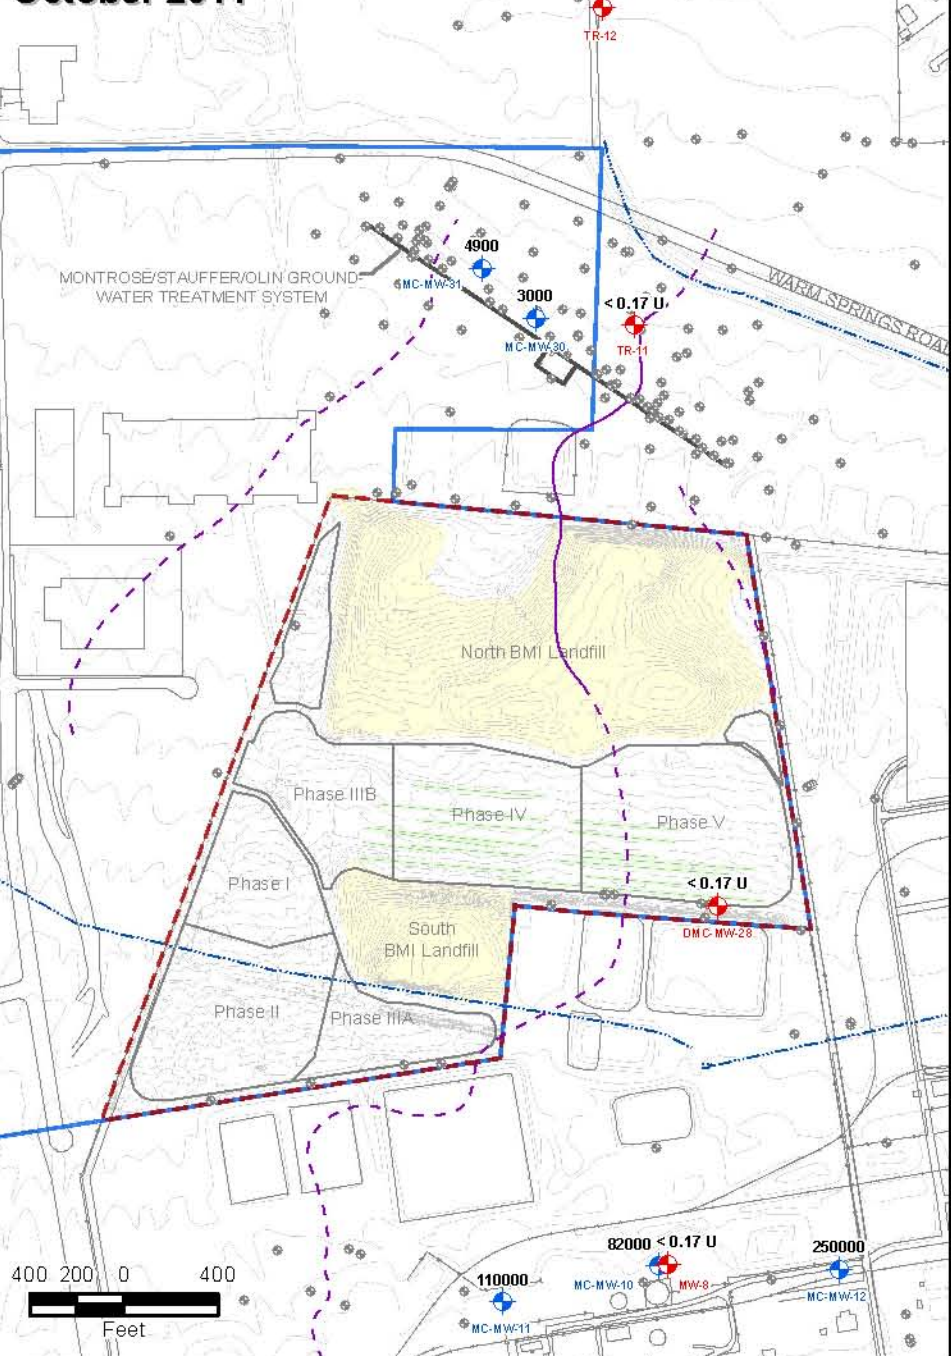 TR-12
4900
MC-MW-31
MONTROSE/STAUFFER/OLIN GROUND-
WATER TREATMENT SYSTEM
3000
MC-MW-30
< 0.17 U
TR-11
WARM SPRINGS ROAD
North BMI Landfill
Phase IIIB
Phase IV
Phase V
Phase I
< 0.17 U
DMC-MW-28
South
BMI Landfill
Phase II
Phase IIIA
82000 < 0.17 U
MC-MW-10 MW-8
250000
MC-MW-12
110000
MC-MW-11
400 200 0 400
Feet